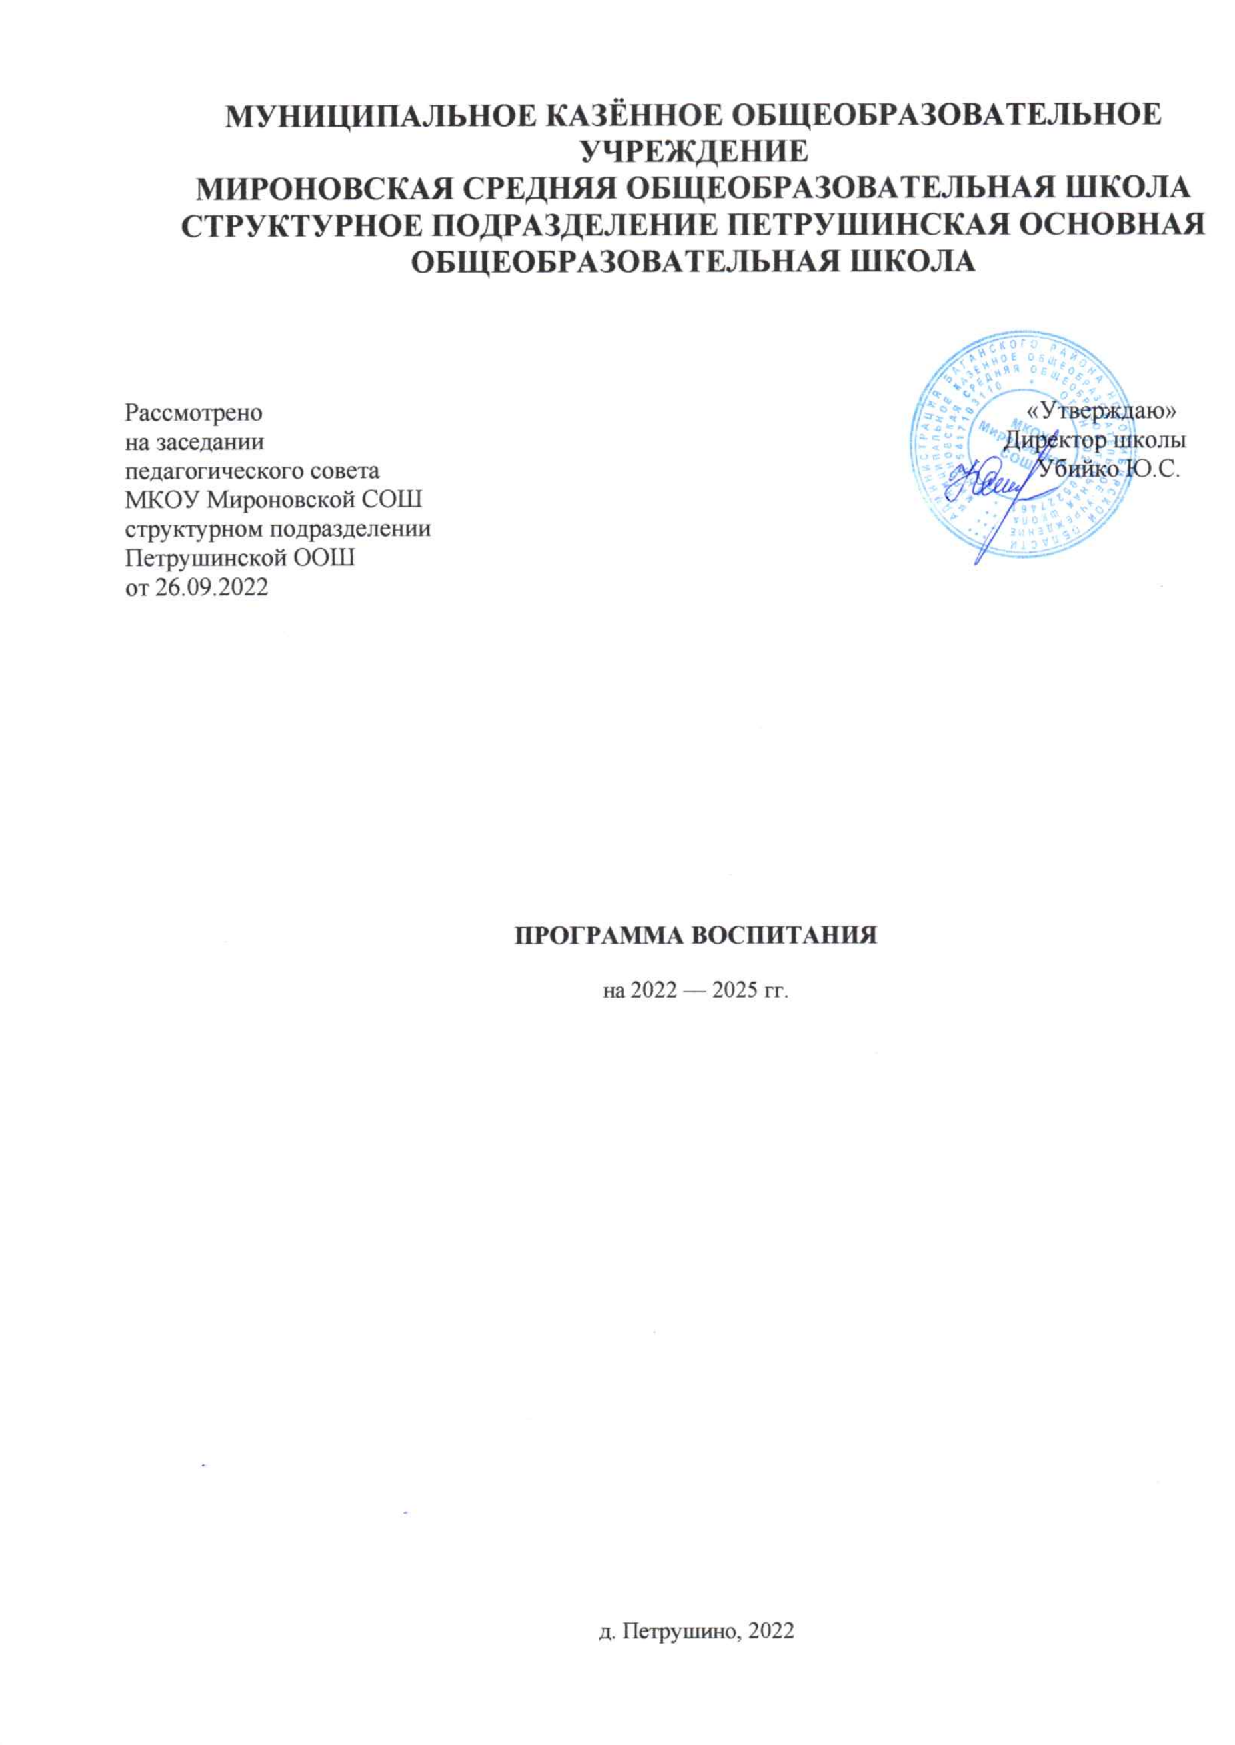 МУНИЦИПАЛЬНОЕ КАЗЁННОЕ ОБЩЕОБРАЗОВАТЕЛЬНОЕ
УЧРЕЖДЕНИЕ
МИРОНОВСКАЯ СРЕДНЯЯ ОБЩЕОБРАЗОВАТЕЛЬНАЯ ШКОЛА
СТРУКТУРНОЕ ПОДРАЗДЕЛЕНИЕ ПЕТРУШИНСКАЯ ОСНОВНАЯ
ОБЩЕОБРАЗОВАТЕЛЬНАЯ ШКОЛА
Рассмотрено
на заседании
педагогического совета
МКОУ Мироновской СОШ
структурном подразделении
Петрушинской ООШ
от 26.09.2022
«Утверждаю»
Директор школы
Убийко Ю.С.
МКОУ
СОШ
ПРОГРАММА ВОСПИТАНИЯ
на 2022 — 2025 гг.
д. Петрушино, 2022